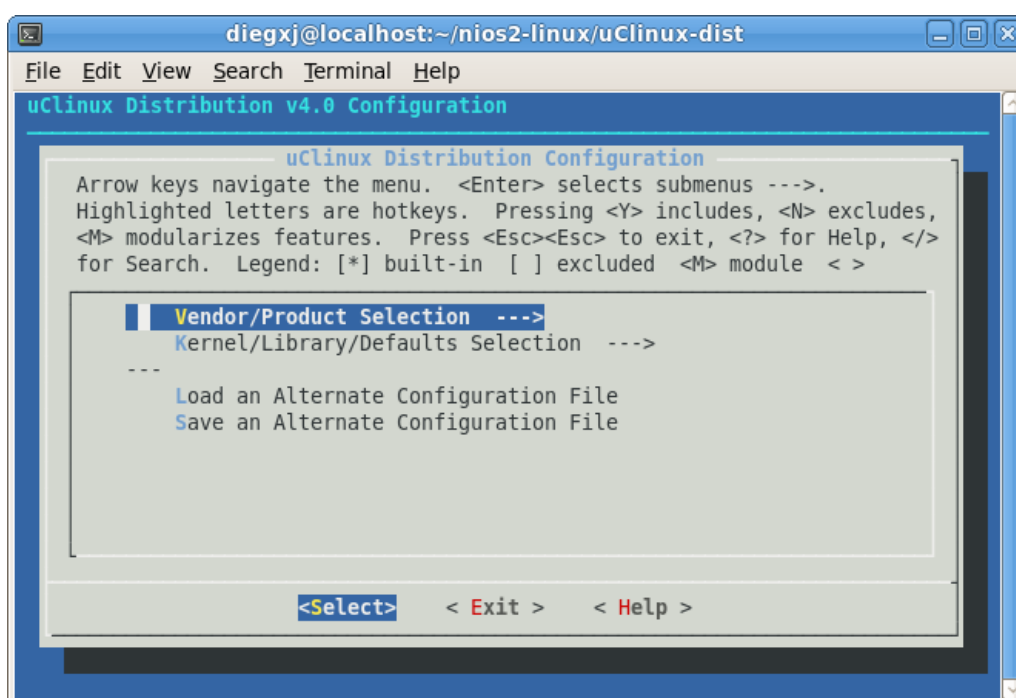 diegxj@localhost:~/nios2-linux/uClinux-dist
File Edit View Search Terminal Help
uClinux Distribution v4.0 Configuration
uClinux Distribution Configuration
Arrow keys navigate the menu.  <Enter> selects submenus --->.
Highlighted letters are hotkeys.  Pressing <Y> includes, <N> excludes,
<M> modularizes features.  Press <Esc><Esc> to exit, <?> for Help, </>
for Search.  Legend: [*] built-in  [ ] excluded  <M> module  < >
Vendor/Product Selection  --->
Kernel/Library/Defaults Selection  --->
---
Load an Alternate Configuration File
Save an Alternate Configuration File
<Select>    < Exit >    < Help >